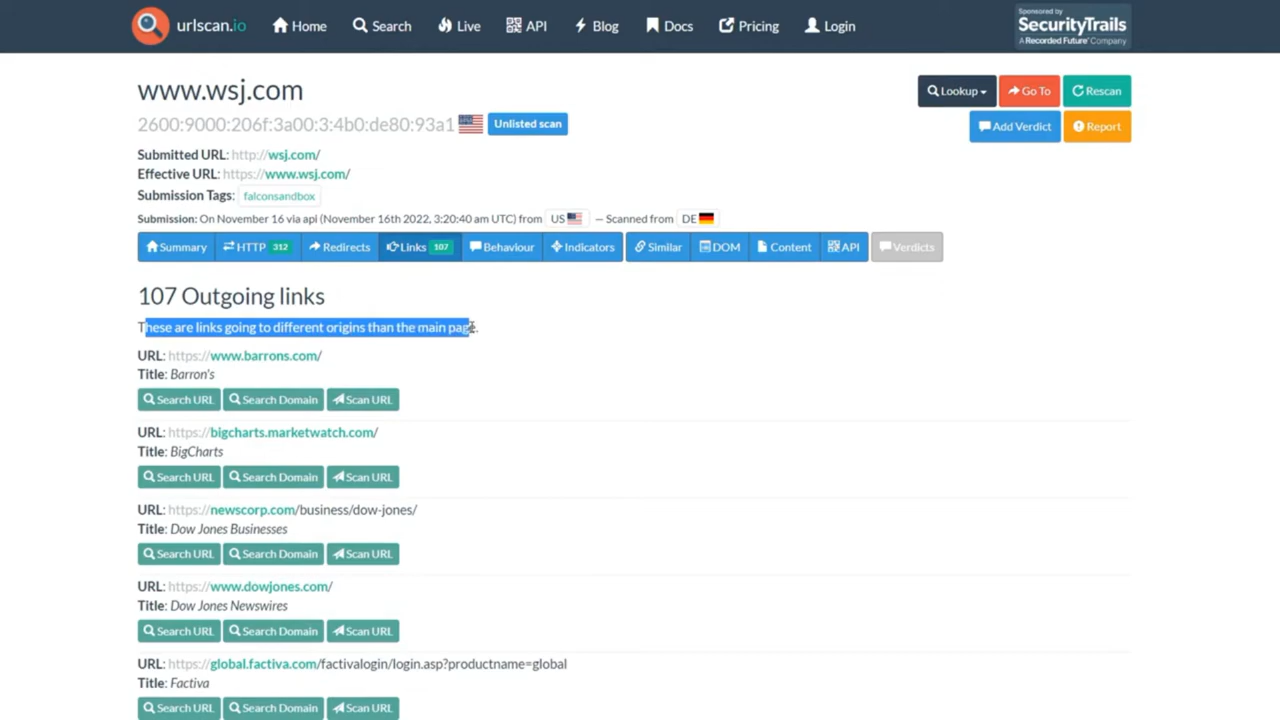 urlscan.io Home Search Live API Blog Docs Pricing Login
Sponsored by
SecurityTrails
A Recorded Future® Company
www.wsj.com
Lookup Go To Rescan
2600:9000:206f:3a00:3:4b0:de80:93a1 Unlisted scan
Add Verdict Report
Submitted URL: http://wsj.com/
Effective URL: https://www.wsj.com/
Submission Tags: falconsandbox
Submission: On November 16 via api (November 16th 2022, 3:20:40 am UTC) from US — Scanned from DE
Summary HTTP 312 Redirects Links 107 Behaviour Indicators Similar DOM Content API Verdicts
107 Outgoing links
These are links going to different origins than the main page.
URL: https://www.barrons.com/
Title: Barron's
Search URL Search Domain Scan URL
URL: https://bigcharts.marketwatch.com/
Title: BigCharts
Search URL Search Domain Scan URL
URL: https://newscorp.com/business/dow-jones/
Title: Dow Jones Businesses
Search URL Search Domain Scan URL
URL: https://www.dowjones.com/
Title: Dow Jones Newswires
Search URL Search Domain Scan URL
URL: https://global.factiva.com/factivalogin/login.asp?productname=global
Title: Factiva
Search URL Search Domain Scan URL